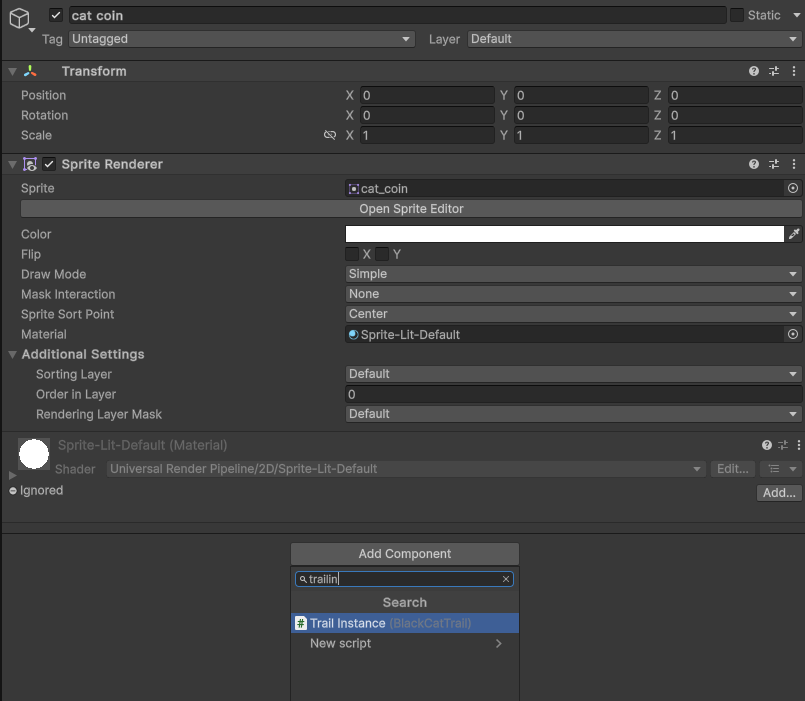 cat coin Static
Tag Untagged Layer Default
Transform
Position X 0 Y 0 Z 0
Rotation X 0 Y 0 Z 0
Scale X 1 Y 1 Z 1
Sprite Renderer
Sprite cat_coin
Open Sprite Editor
Color
Flip X Y
Draw Mode Simple
Mask Interaction None
Sprite Sort Point Center
Material Sprite-Lit-Default
Additional Settings
Sorting Layer Default
Order in Layer 0
Rendering Layer Mask Default
Sprite-Lit-Default (Material)
Shader Universal Render Pipeline/2D/Sprite-Lit-Default Edit...
Ignored
Add...
Add Component
trailin
Search
Trail Instance (BlackCatTrail)
New script